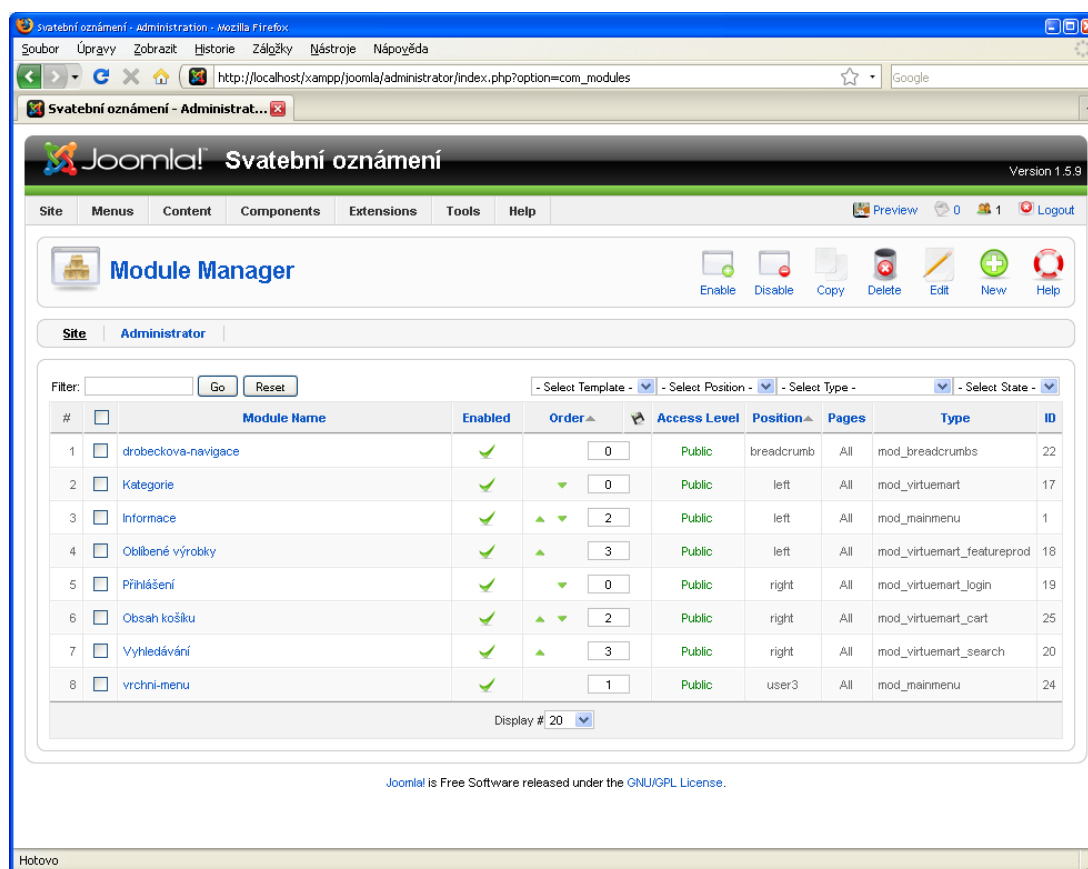 Svatební oznámení - Administration - Mozilla Firefox
Soubor Úpravy Zobrazit Historie Záložky Nástroje Nápověda
http://localhost/xampp/joomla/administrator/index.php?option=com_modules Google
Svatební oznámení - Administrat...
Joomla! Svatební oznámení
Version 1.5.9
Site Menus Content Components Extensions Tools Help Preview 0 1 Logout
Module Manager
Enable Disable Copy Delete Edit New Help
Site Administrator
Filter: Go Reset - Select Template - - Select Position - - Select Type - - Select State -
# Module Name Enabled Order Access Level Position Pages Type ID
1 drobeckova-navigace 0 Public breadcrumb All mod_breadcrumbs 22
2 Kategorie 0 Public left All mod_virtuemart 17
3 Informace 2 Public left All mod_mainmenu 1
4 Oblíbené výrobky 3 Public left All mod_virtuemart_featureprod 18
5 Přihlášení 0 Public right All mod_virtuemart_login 19
6 Obsah košíku 2 Public right All mod_virtuemart_cart 25
7 Vyhledávání 3 Public right All mod_virtuemart_search 20
8 vrchni-menu 1 Public user3 All mod_mainmenu 24
Display # 20
Joomla! is Free Software released under the GNU/GPL License.
Hotovo